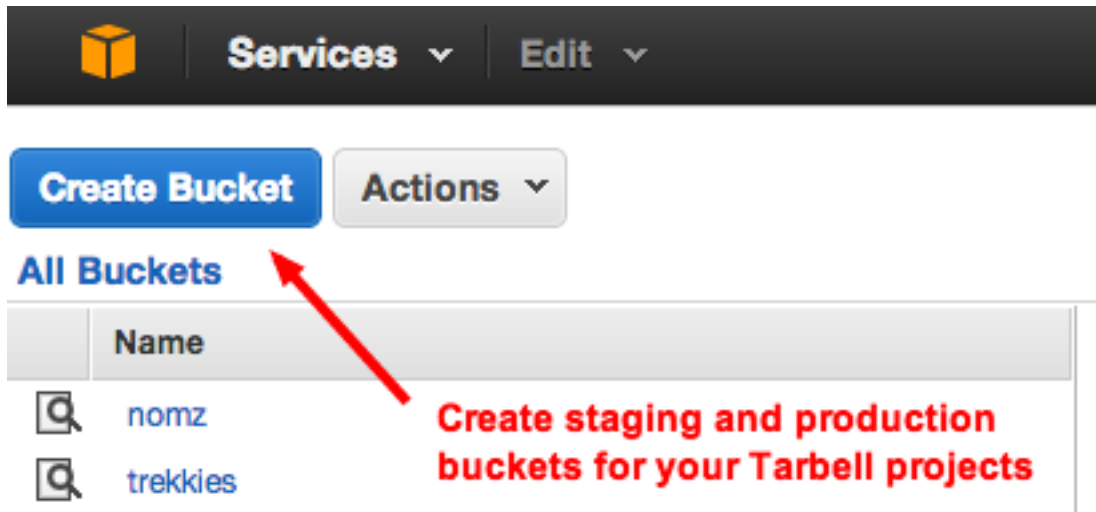 Services Edit
Create Bucket Actions
All Buckets
Name
nomz
trekkies
Create staging and production
buckets for your Tarbell projects